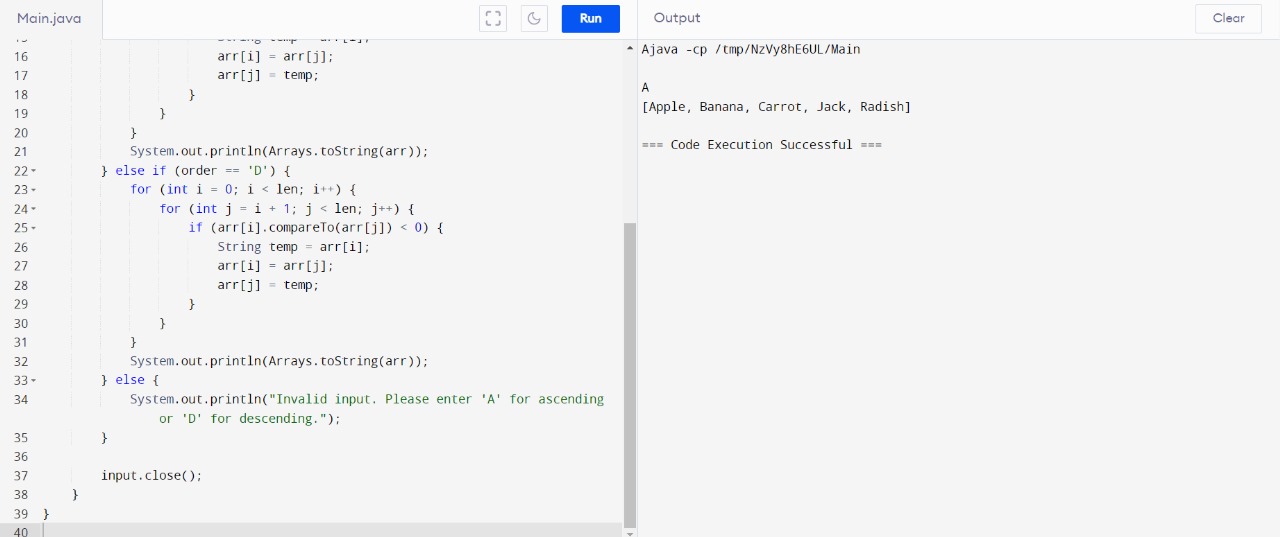 Main.java
Run
Output
Clear
15 String temp = arr[i];
16 arr[i] = arr[j];
17 arr[j] = temp;
18 }
19 }
20 }
21 System.out.println(Arrays.toString(arr));
22 } else if (order == 'D') {
23 for (int i = 0; i < len; i++) {
24 for (int j = i + 1; j < len; j++) {
25 if (arr[i].compareTo(arr[j]) < 0) {
26 String temp = arr[i];
27 arr[i] = arr[j];
28 arr[j] = temp;
29 }
30 }
31 }
32 System.out.println(Arrays.toString(arr));
33 } else {
34 System.out.println("Invalid input. Please enter 'A' for ascending
or 'D' for descending.");
35 }
36
37 input.close();
38 }
39 }
40
Ajava -cp /tmp/NzVy8hE6UL/Main
A
[Apple, Banana, Carrot, Jack, Radish]
=== Code Execution Successful ===